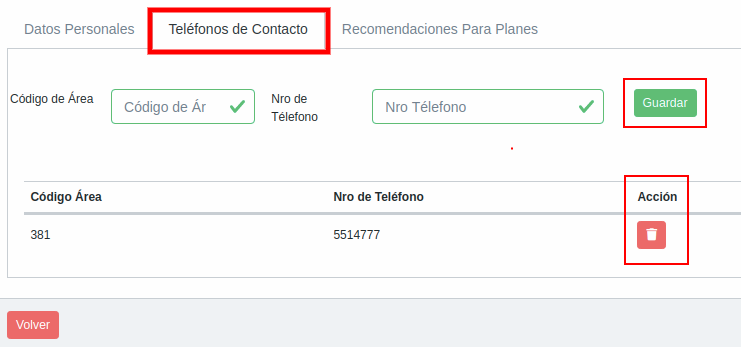 Datos Personales Teléfonos de Contacto Recomendaciones Para Planes
Código de Área Código de Ár Nro de Télefono Nro Télefono Guardar
Código Área Nro de Teléfono Acción
381 5514777
Volver